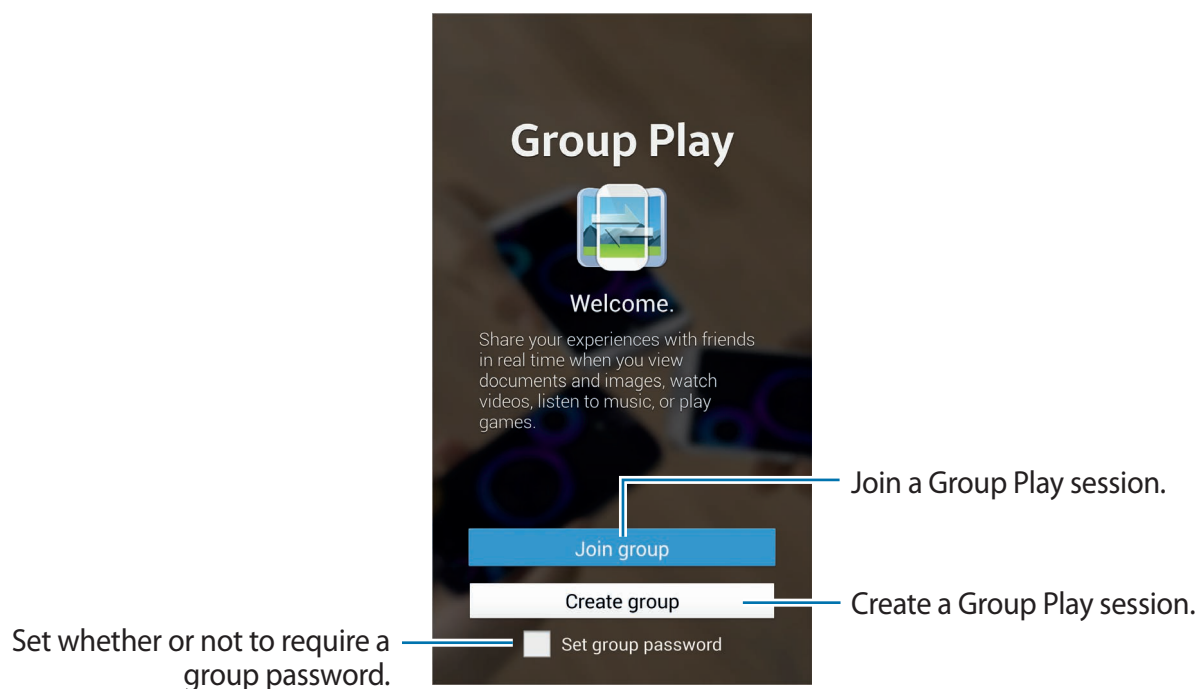 Group Play
Welcome.
Share your experiences with friends
in real time when you view
documents and images, watch
videos, listen to music, or play
games.
Join a Group Play session.
Join group
Create group
Create a Group Play session.
Set whether or not to require a
group password.
Set group password